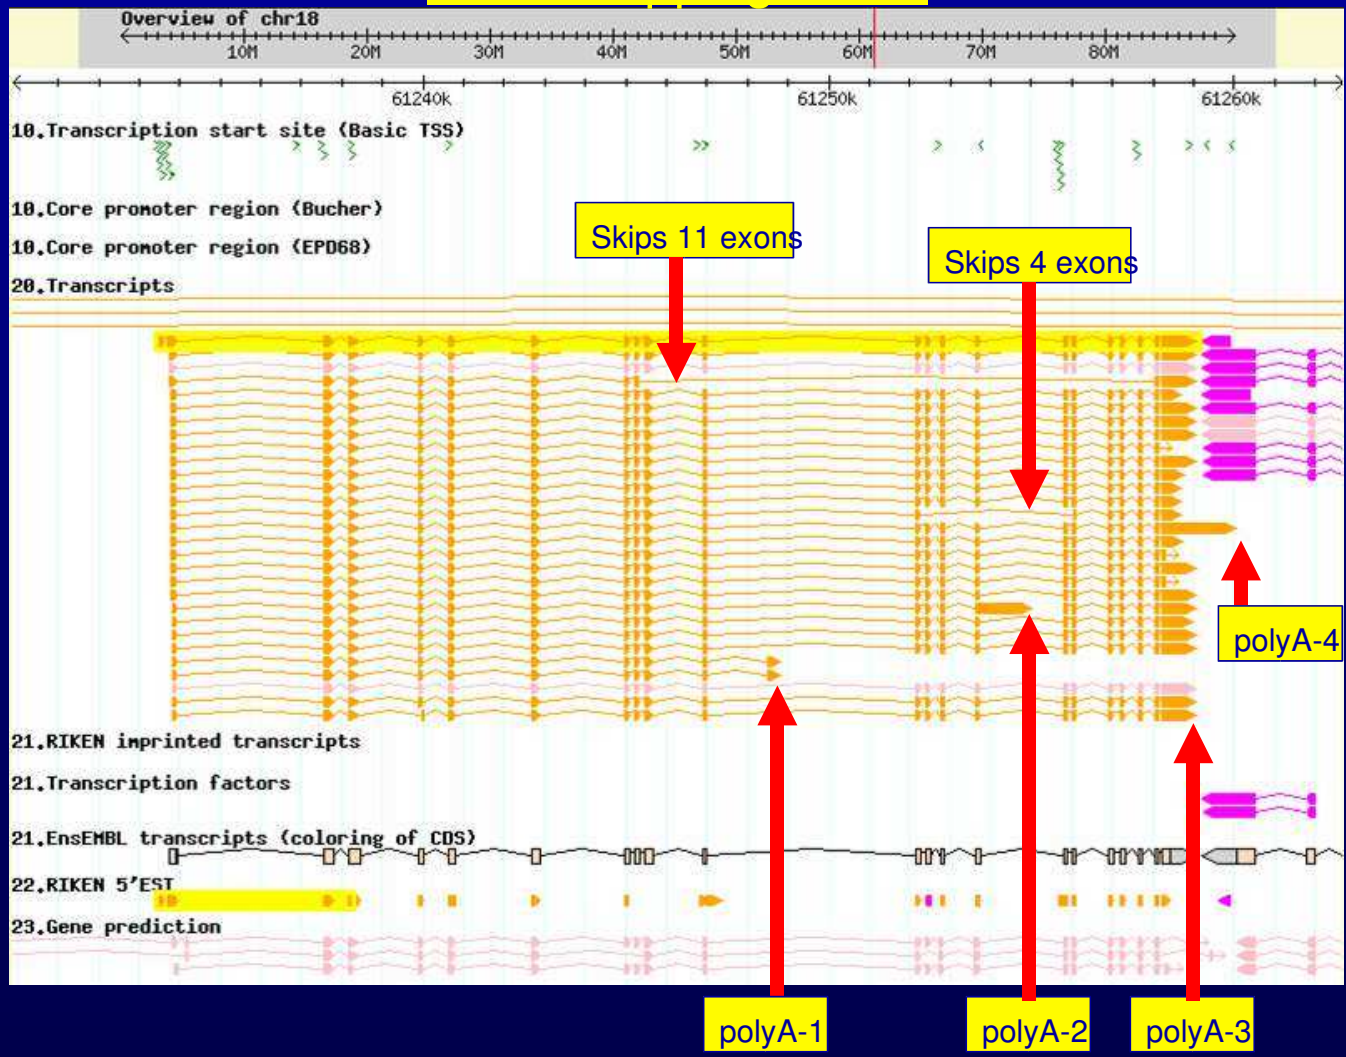 Overview of chr18
10M 20M 30M 40M 50M 60M 70M 80M
61240k 61250k 61260k
10.Transcription start site (Basic TSS)
10.Core promoter region (Bucher)
10.Core promoter region (EPD68)
Skips 11 exons
Skips 4 exons
20.Transcripts
polyA-4
21.RIKEN imprinted transcripts
21.Transcription factors
21.EnsEMBL transcripts (coloring of CDS)
22.RIKEN 5'EST
23.Gene prediction
polyA-1 polyA-2 polyA-3